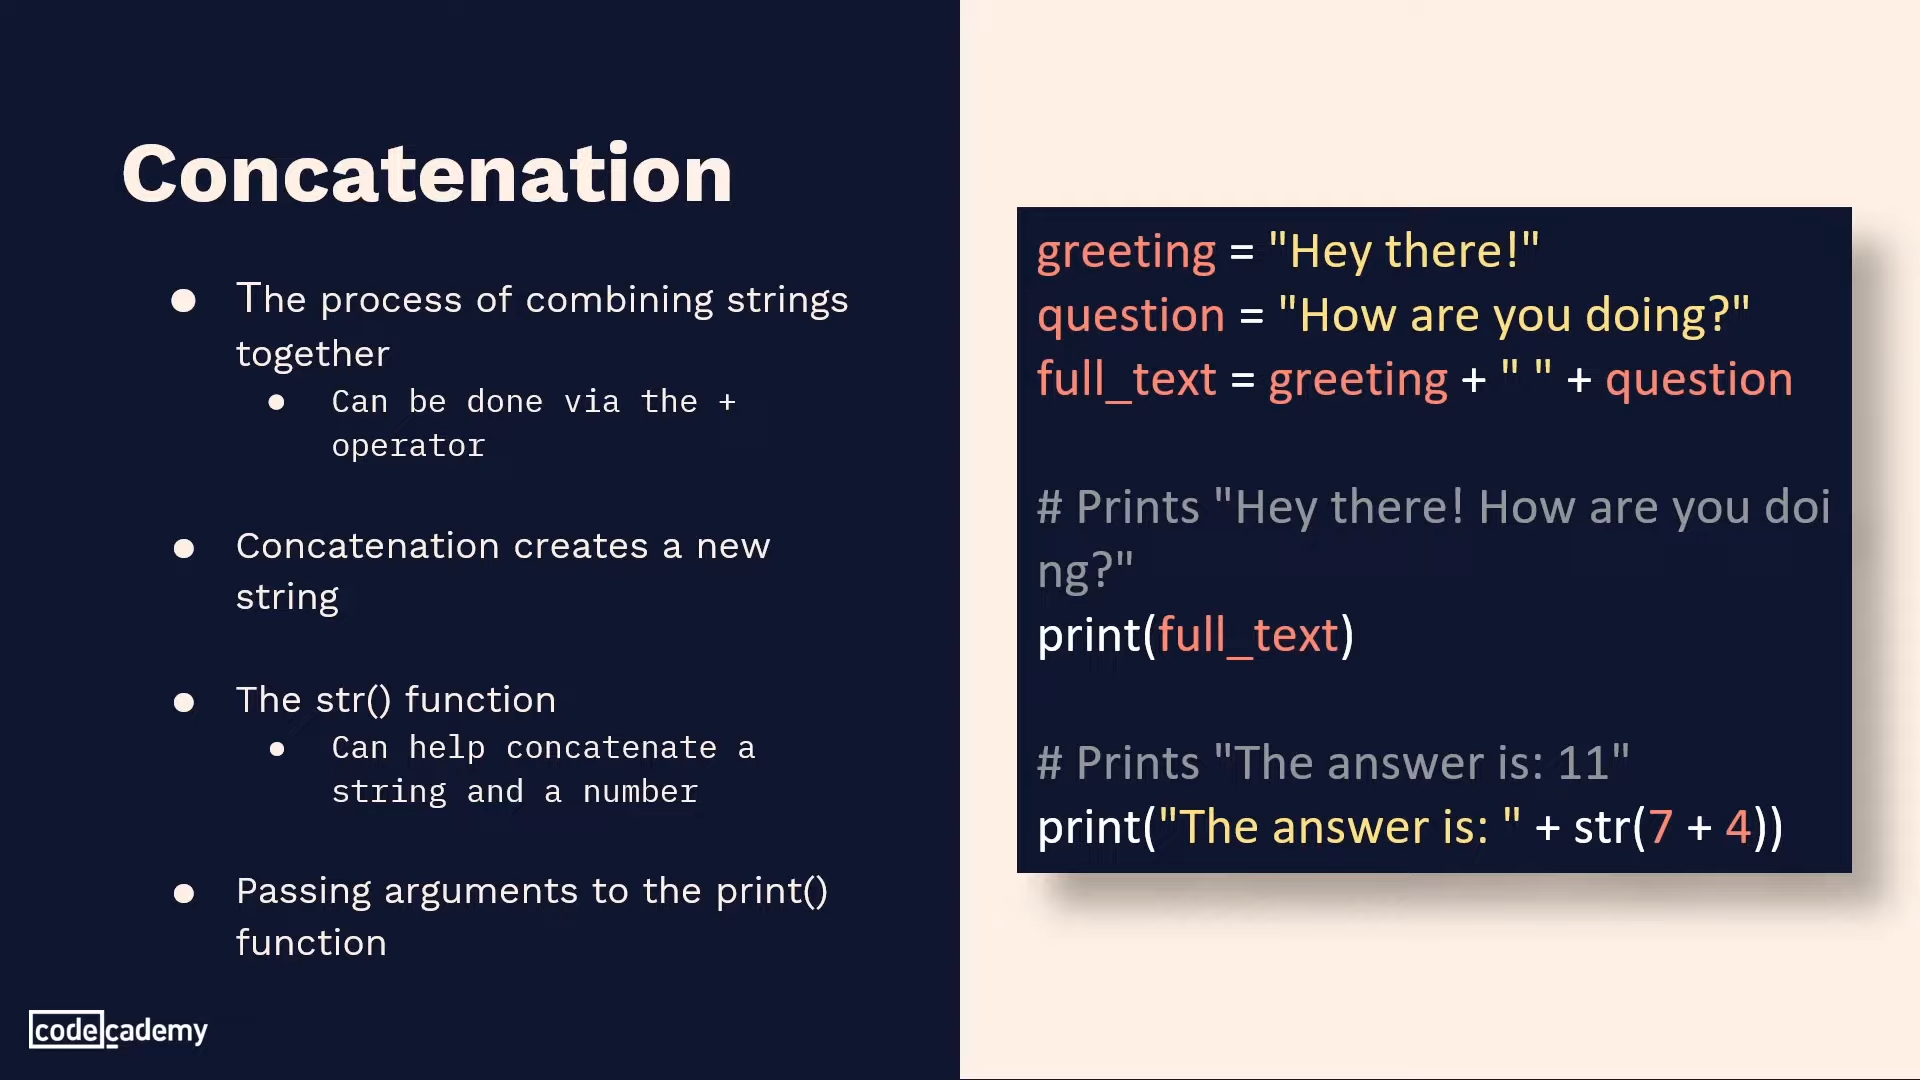 Concatenation
The process of combining strings
together
Can be done via the +
operator
Concatenation creates a new
string
The str() function
Can help concatenate a
string and a number
Passing arguments to the print()
function
codecademy
greeting = "Hey there!"
question = "How are you doing?"
full_text = greeting + " " + question
# Prints "Hey there! How are you doi
ng?"
print(full_text)
# Prints "The answer is: 11"
print("The answer is: " + str(7 + 4))